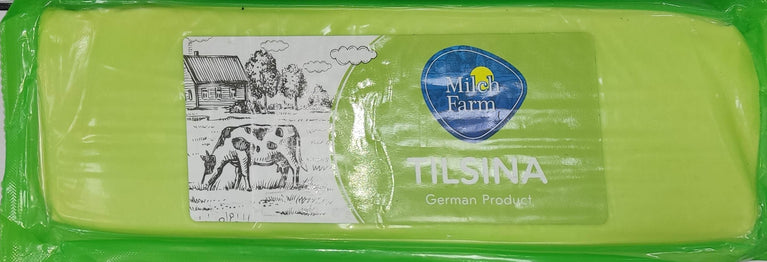 Milch
Farm
TILSINA
German Product